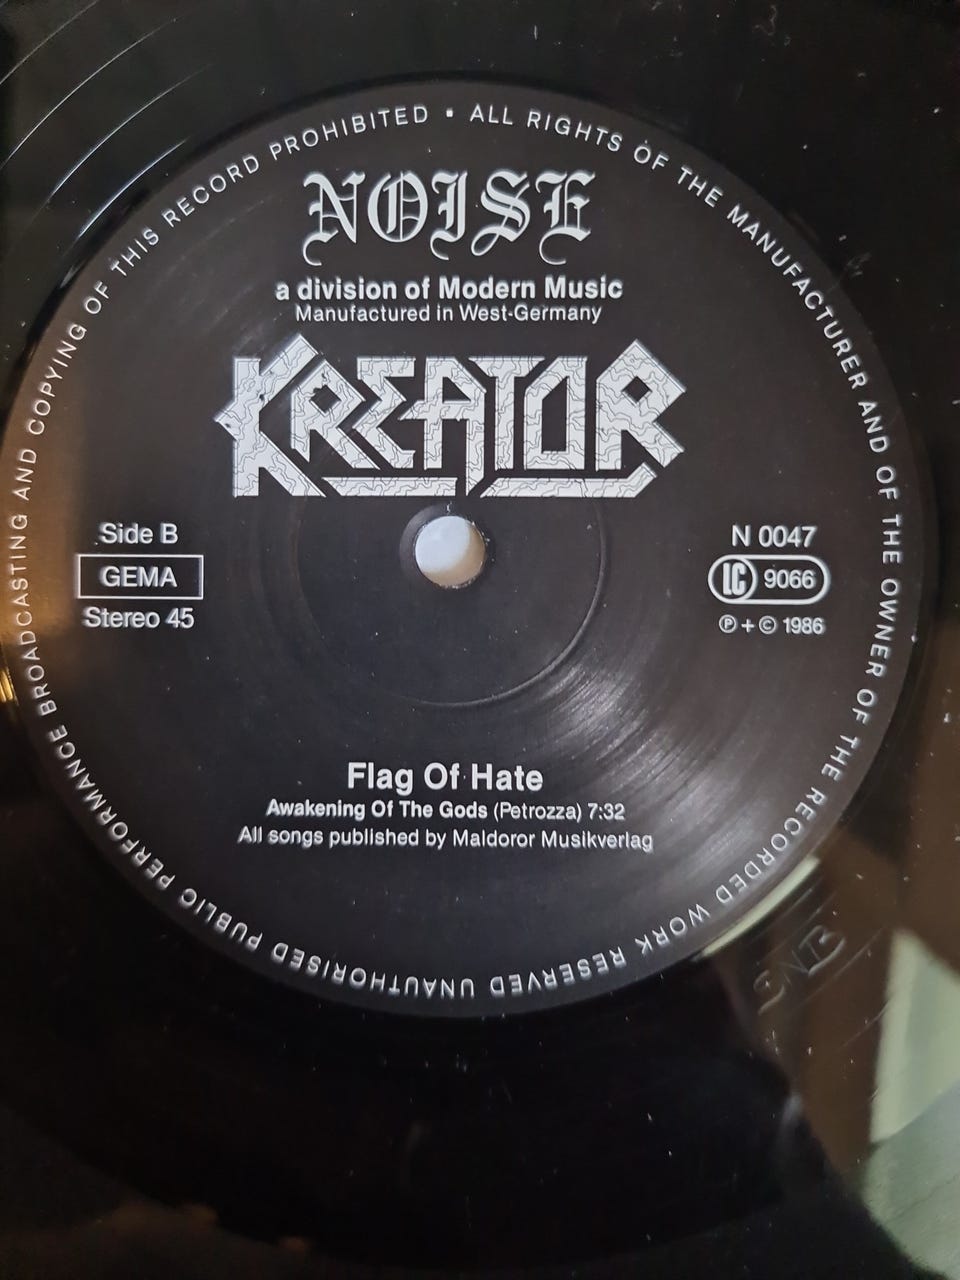 ALL RIGHTS OF THE MANUFACTURER AND OF THE OWNER OF THE RECORDED WORK RESERVED UNAUTHORISED PUBLIC PERFORMANCE BROADCASTING AND COPYING OF THIS RECORD PROHIBITED ▪
NOISE
a division of Modern Music
Manufactured in West-Germany
KREATOR
Side B
GEMA
Stereo 45
N 0047
LC 9066
℗ + © 1986
Flag Of Hate
Awakening Of The Gods (Petrozza) 7:32
All songs published by Maldoror Musikverlag